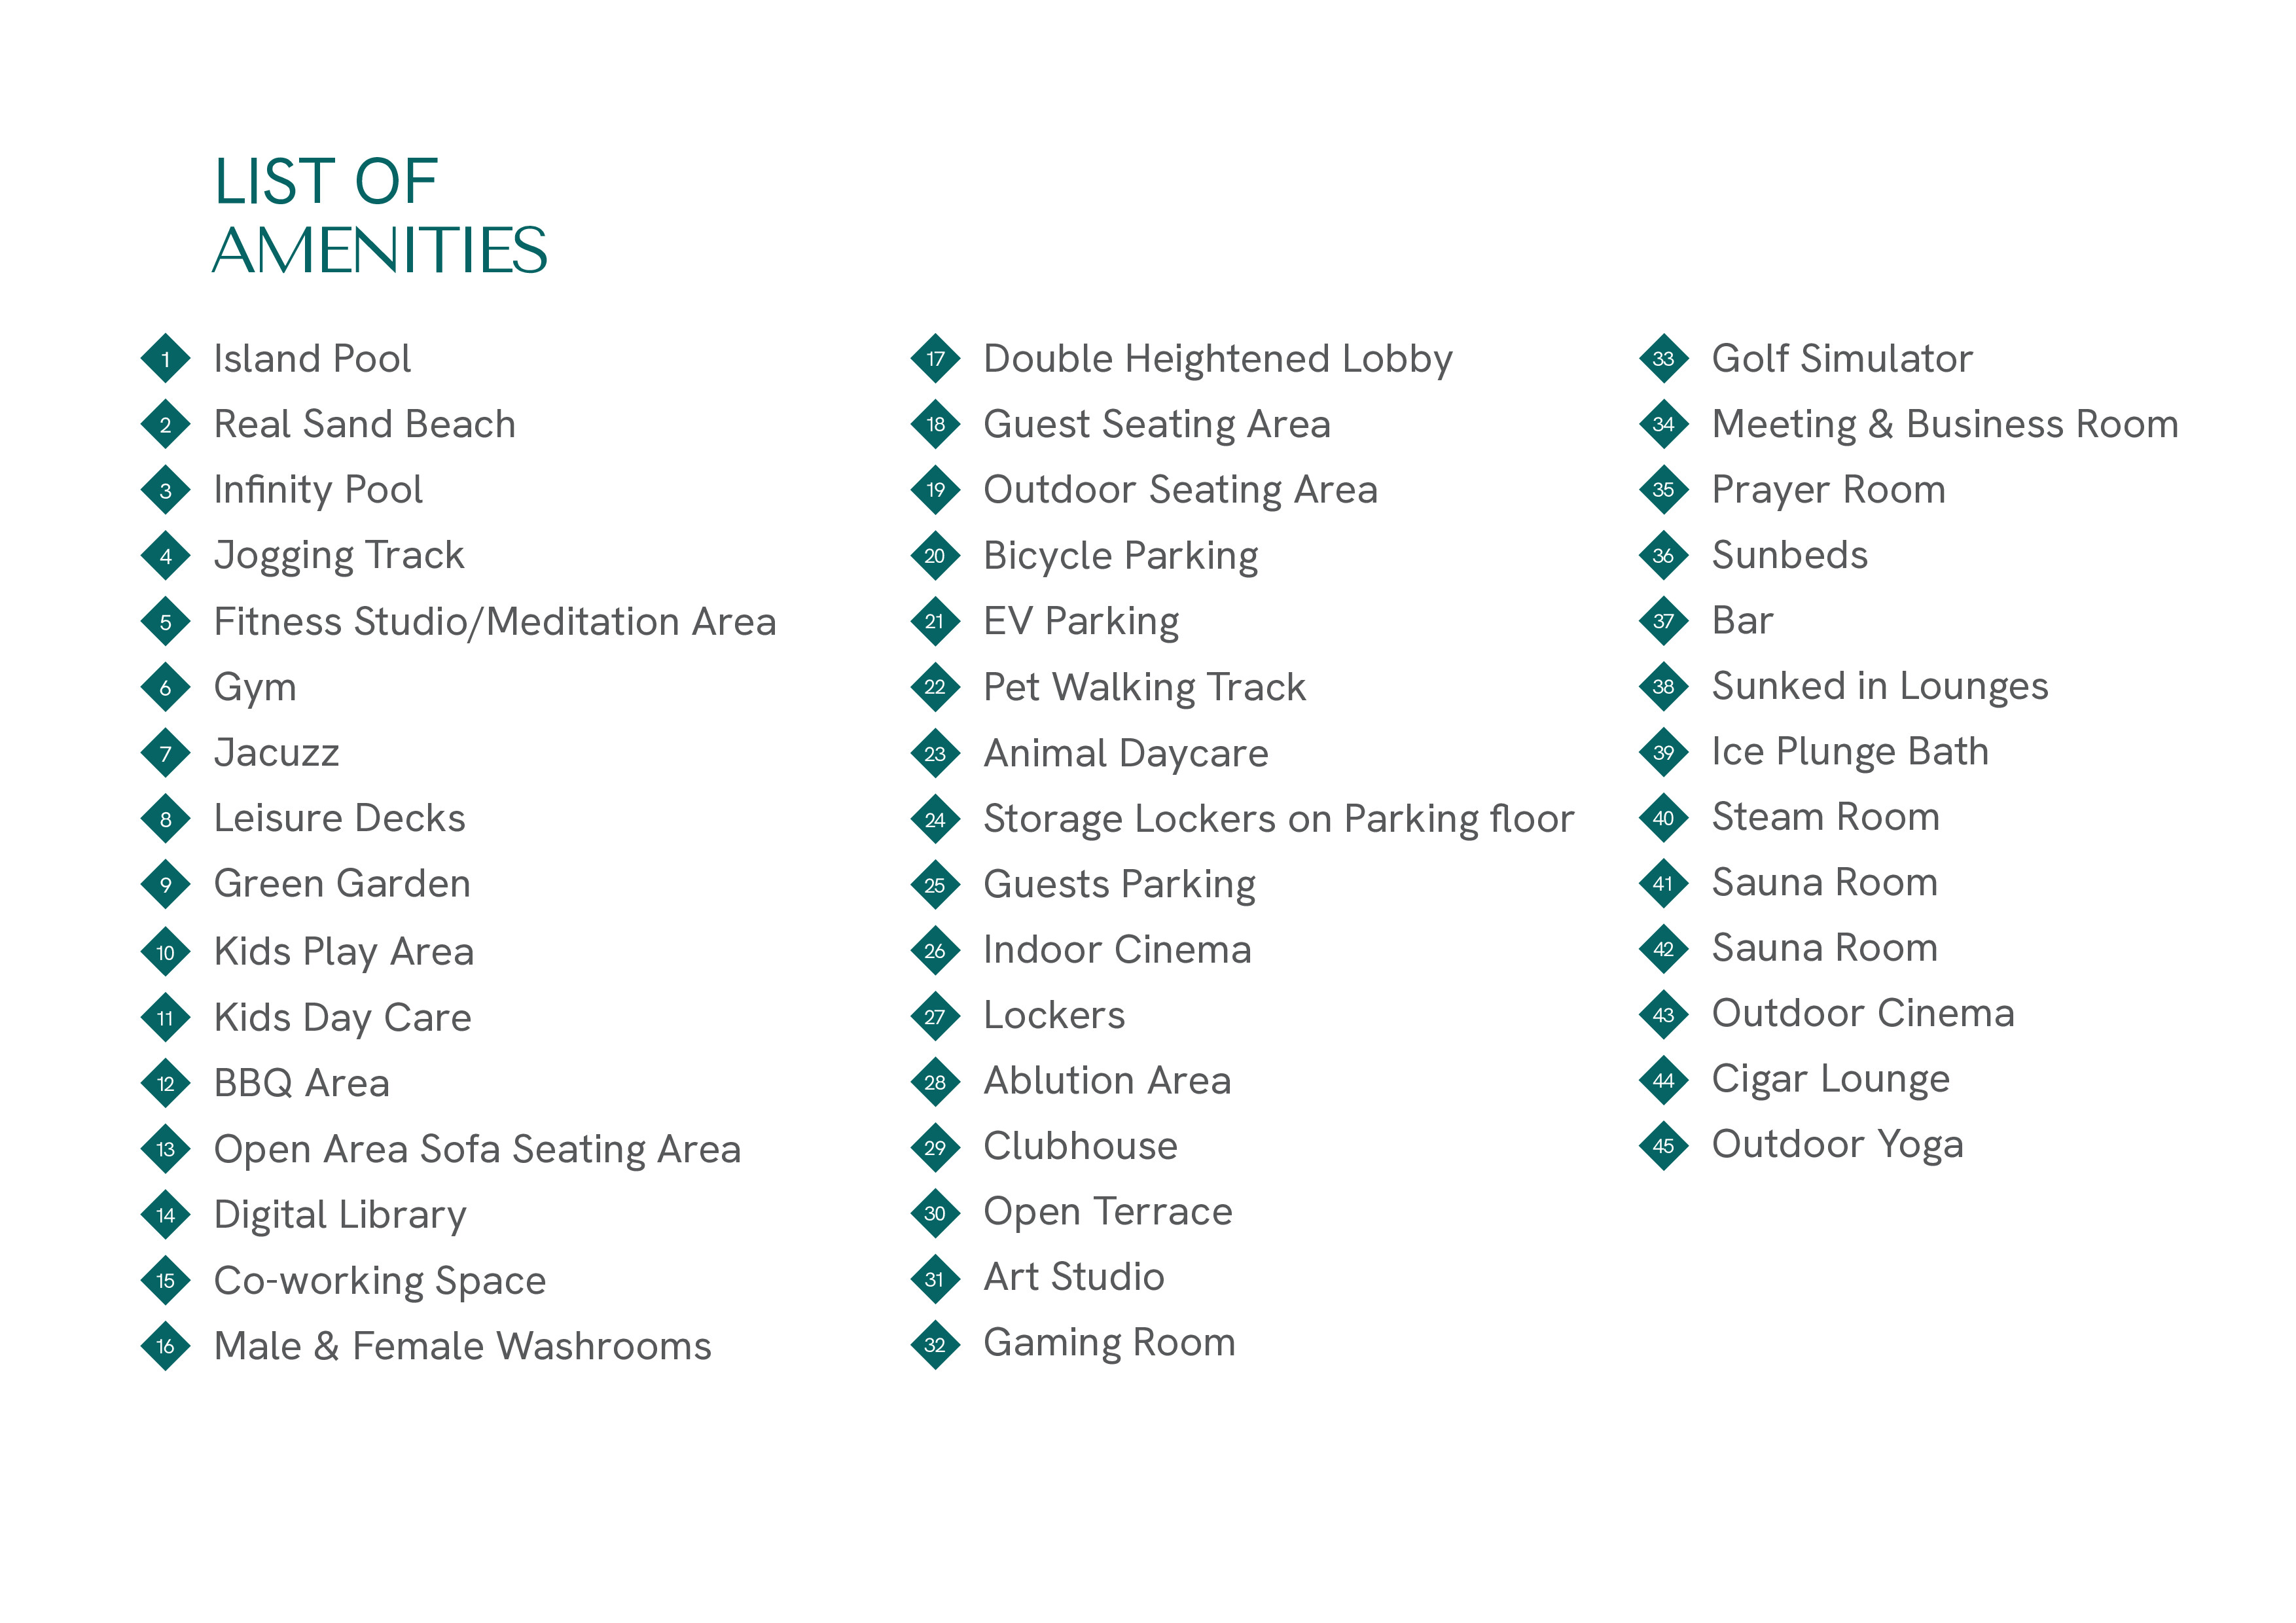 LIST OF
AMENITIES
1 Island Pool
2 Real Sand Beach
3 Infinity Pool
4 Jogging Track
5 Fitness Studio/Meditation Area
6 Gym
7 Jacuzz
8 Leisure Decks
9 Green Garden
10 Kids Play Area
11 Kids Day Care
12 BBQ Area
13 Open Area Sofa Seating Area
14 Digital Library
15 Co-working Space
16 Male & Female Washrooms
17 Double Heightened Lobby
18 Guest Seating Area
19 Outdoor Seating Area
20 Bicycle Parking
21 EV Parking
22 Pet Walking Track
23 Animal Daycare
24 Storage Lockers on Parking floor
25 Guests Parking
26 Indoor Cinema
27 Lockers
28 Ablution Area
29 Clubhouse
30 Open Terrace
31 Art Studio
32 Gaming Room
33 Golf Simulator
34 Meeting & Business Room
35 Prayer Room
36 Sunbeds
37 Bar
38 Sunked in Lounges
39 Ice Plunge Bath
40 Steam Room
41 Sauna Room
42 Sauna Room
43 Outdoor Cinema
44 Cigar Lounge
45 Outdoor Yoga